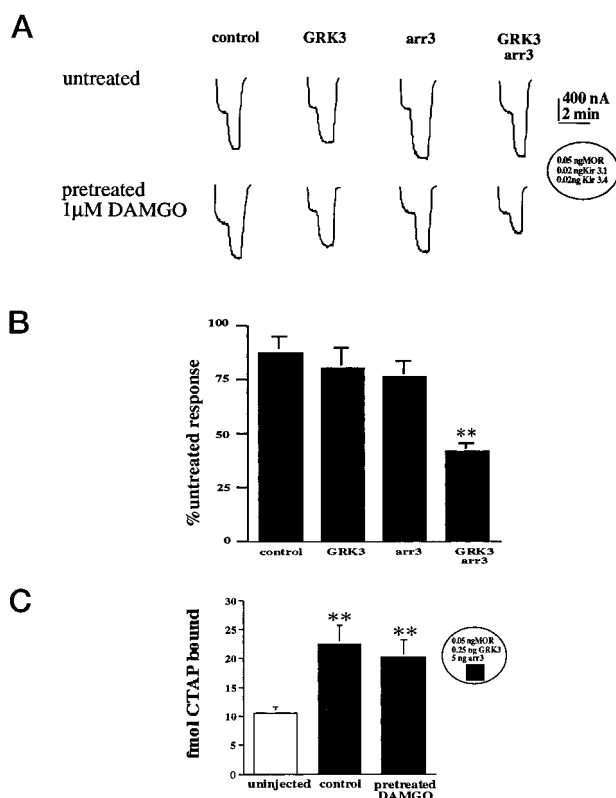 A
control GRK3 arr3 GRK3
arr3
untreated
400 nA
2 min
0.05 ngMOR
0.02 ngKir 3.1
0.02ng Kir 3.4
pretreated
1µM DAMGO
B
%untreated response
100
75
50
25
0
control GRK3 arr3 GRK3
arr3
**
C
fmol CTAP bound
30
25
20
15
10
5
0
** **
uninjected control pretreated
DAMGO
0.05 ngMOR
0.25 ng GRK3
5 ng arr3